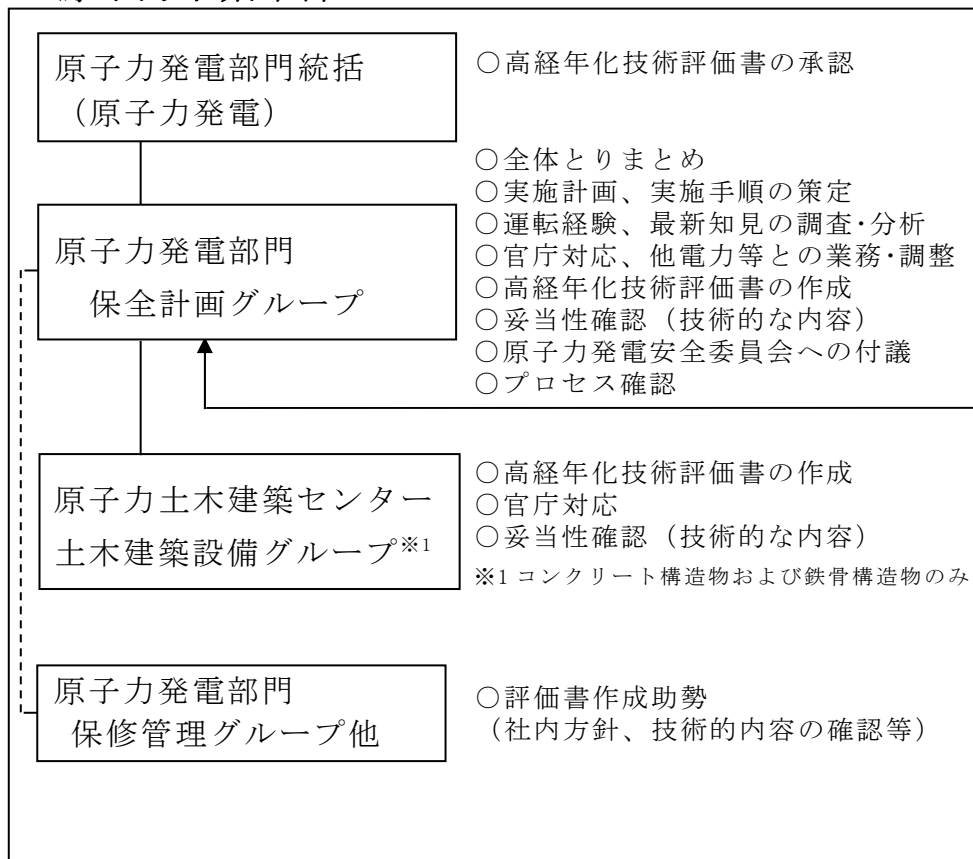 原子力発電部門統括
（原子力発電）
○高経年化技術評価書の承認
原子力発電部門
保全計画グループ
○全体とりまとめ
○実施計画、実施手順の策定
○運転経験、最新知見の調査･分析
○官庁対応、他電力等との業務･調整
○高経年化技術評価書の作成
○妥当性確認（技術的な内容）
○原子力発電安全委員会への付議
○プロセス確認
原子力土木建築センター
土木建築設備グループ※1
○高経年化技術評価書の作成
○官庁対応
○妥当性確認（技術的な内容）
※1 コンクリート構造物および鉄骨構造物のみ
原子力発電部門
保修管理グループ他
○評価書作成助勢
（社内方針、技術的内容の確認等）